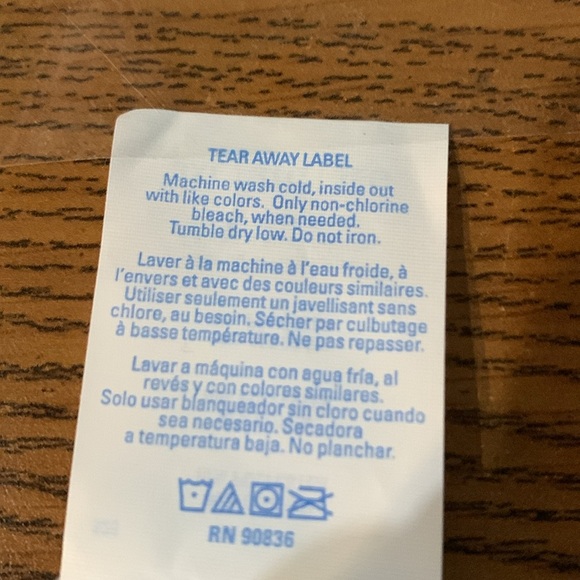 TEAR AWAY LABEL
Machine wash cold, inside out
with like colors. Only non-chlorine
bleach, when needed.
Tumble dry low. Do not iron.
Laver à la machine à l'eau froide, à
l'envers et avec des couleurs similaires.
Utiliser seulement un javellisant sans
chlore, au besoin. Sécher par culbutage
à basse température. Ne pas repasser.
Lavar a máquina con agua fría, al
revés y con colores similares.
Solo usar blanqueador sin cloro cuando
sea necesario. Secadora
a temperatura baja. No planchar.
RN 90836